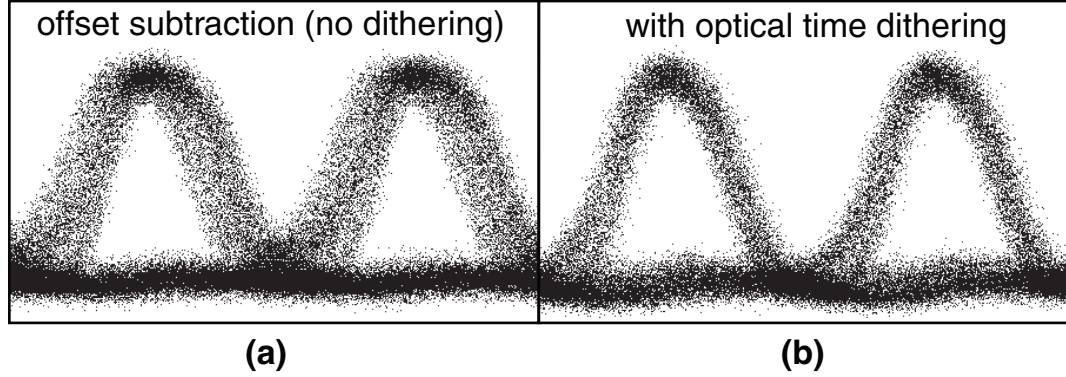 offset subtraction (no dithering)
with optical time dithering
(a)
(b)